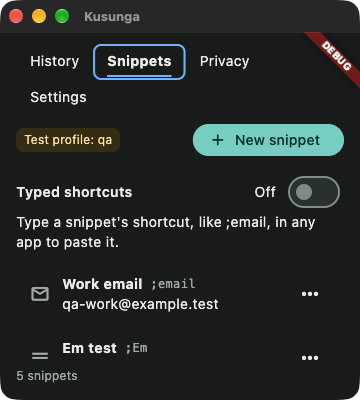 Kusunga
DEBUG
History
Snippets
Privacy
Settings
Test profile: qa
+ New snippet
Typed shortcuts
Off
Type a snippet's shortcut, like ;email, in any
app to paste it.
Work email ;email
qa-work@example.test
Em test ;Em
5 snippets